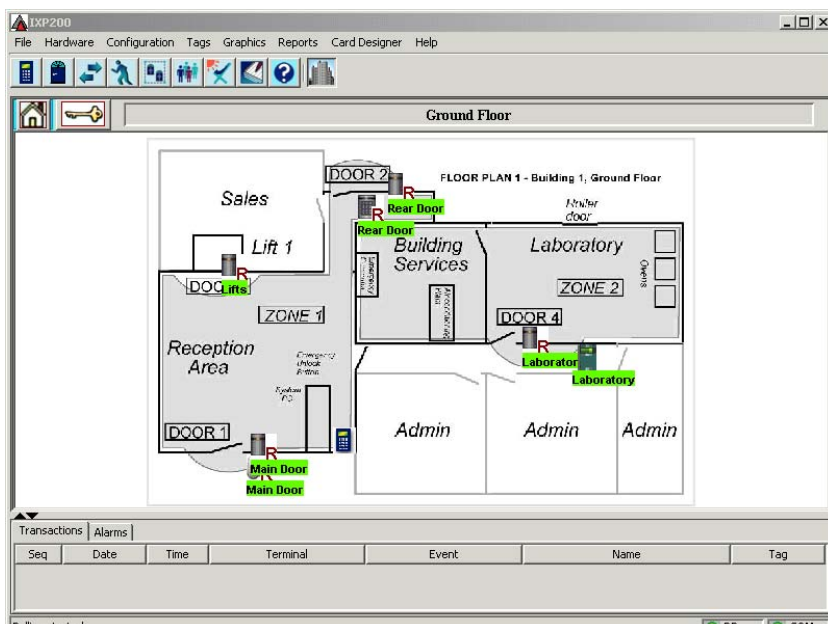 IXP200
File Hardware Configuration Tags Graphics Reports Card Designer Help
Ground Floor
DOOR 2
FLOOR PLAN 1 - Building 1, Ground Floor
Sales
R
Rear Door
R
Rear Door
door
Lift 1
Building
Services
Laboratory
R
Lifts
ZONE 1
ZONE 2
Ovens
DOOR 4
Reception
Area
Emergency
Unlock
Button
System
PC
R
Laborator
Laboratory
DOOR 1
R
Main Door
R
Main Door
Admin
Admin
Admin
Transactions Alarms
Seq Date Time Terminal Event Name Tag